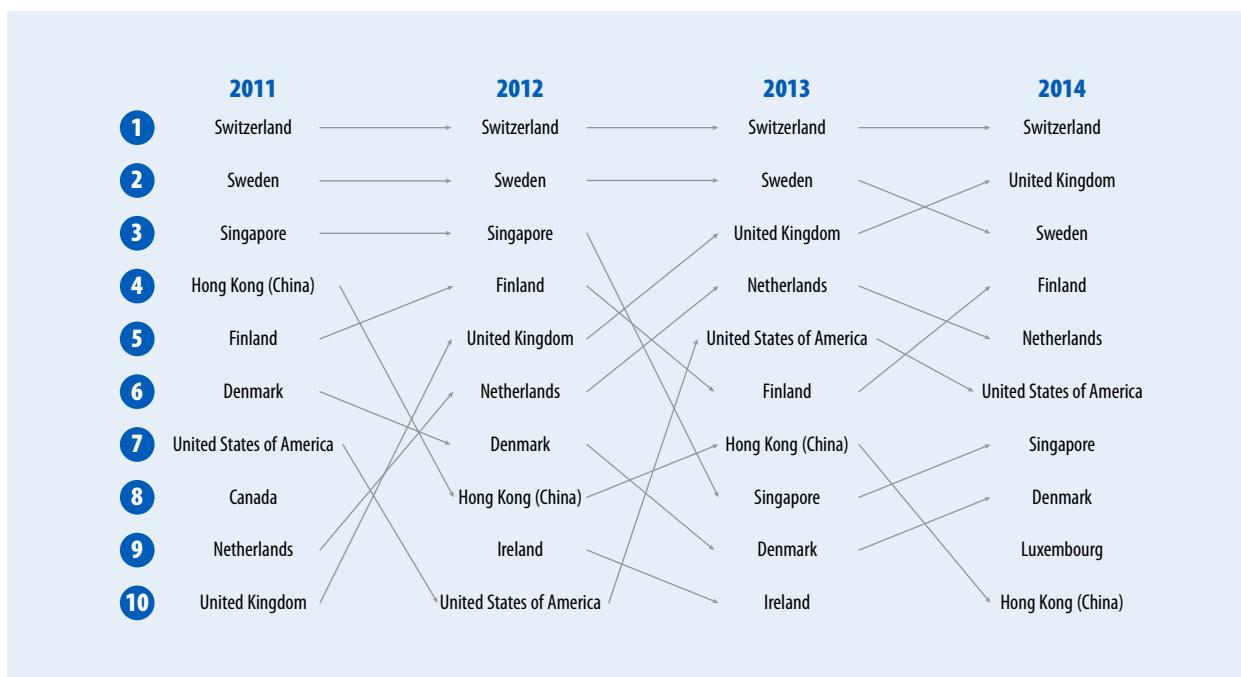 2011 2012 2013 2014
1 Switzerland Switzerland Switzerland Switzerland
2 Sweden Sweden Sweden United Kingdom
3 Singapore Singapore United Kingdom Sweden
4 Hong Kong (China) Finland Netherlands Finland
5 Finland United Kingdom United States of America Netherlands
6 Denmark Netherlands Finland United States of America
7 United States of America Denmark Hong Kong (China) Singapore
8 Canada Hong Kong (China) Singapore Denmark
9 Netherlands Ireland Denmark Luxembourg
10 United Kingdom United States of America Ireland Hong Kong (China)